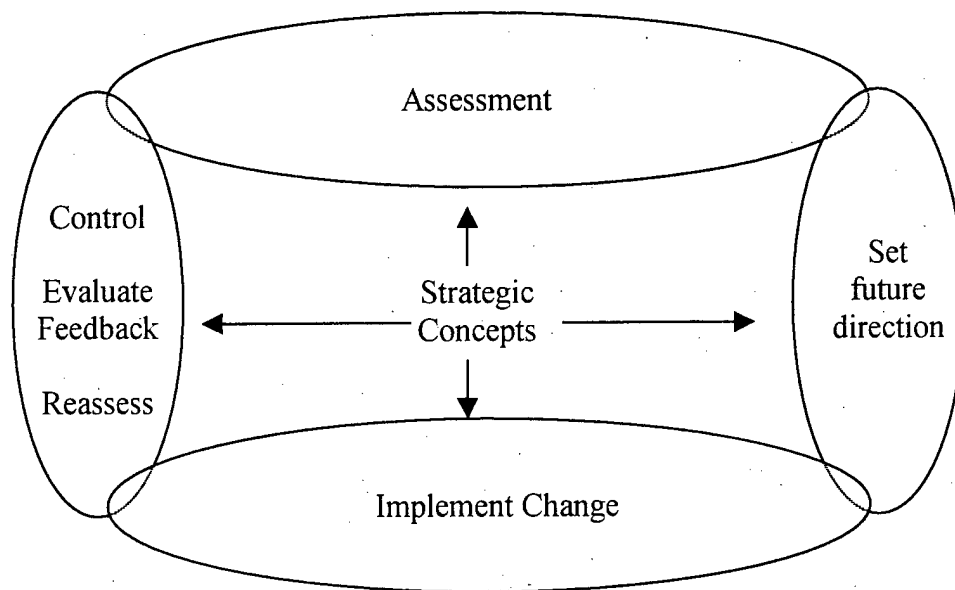 Assessment
Control
Evaluate
Feedback
Reassess
Strategic
Concepts
Set
future
direction
Implement Change